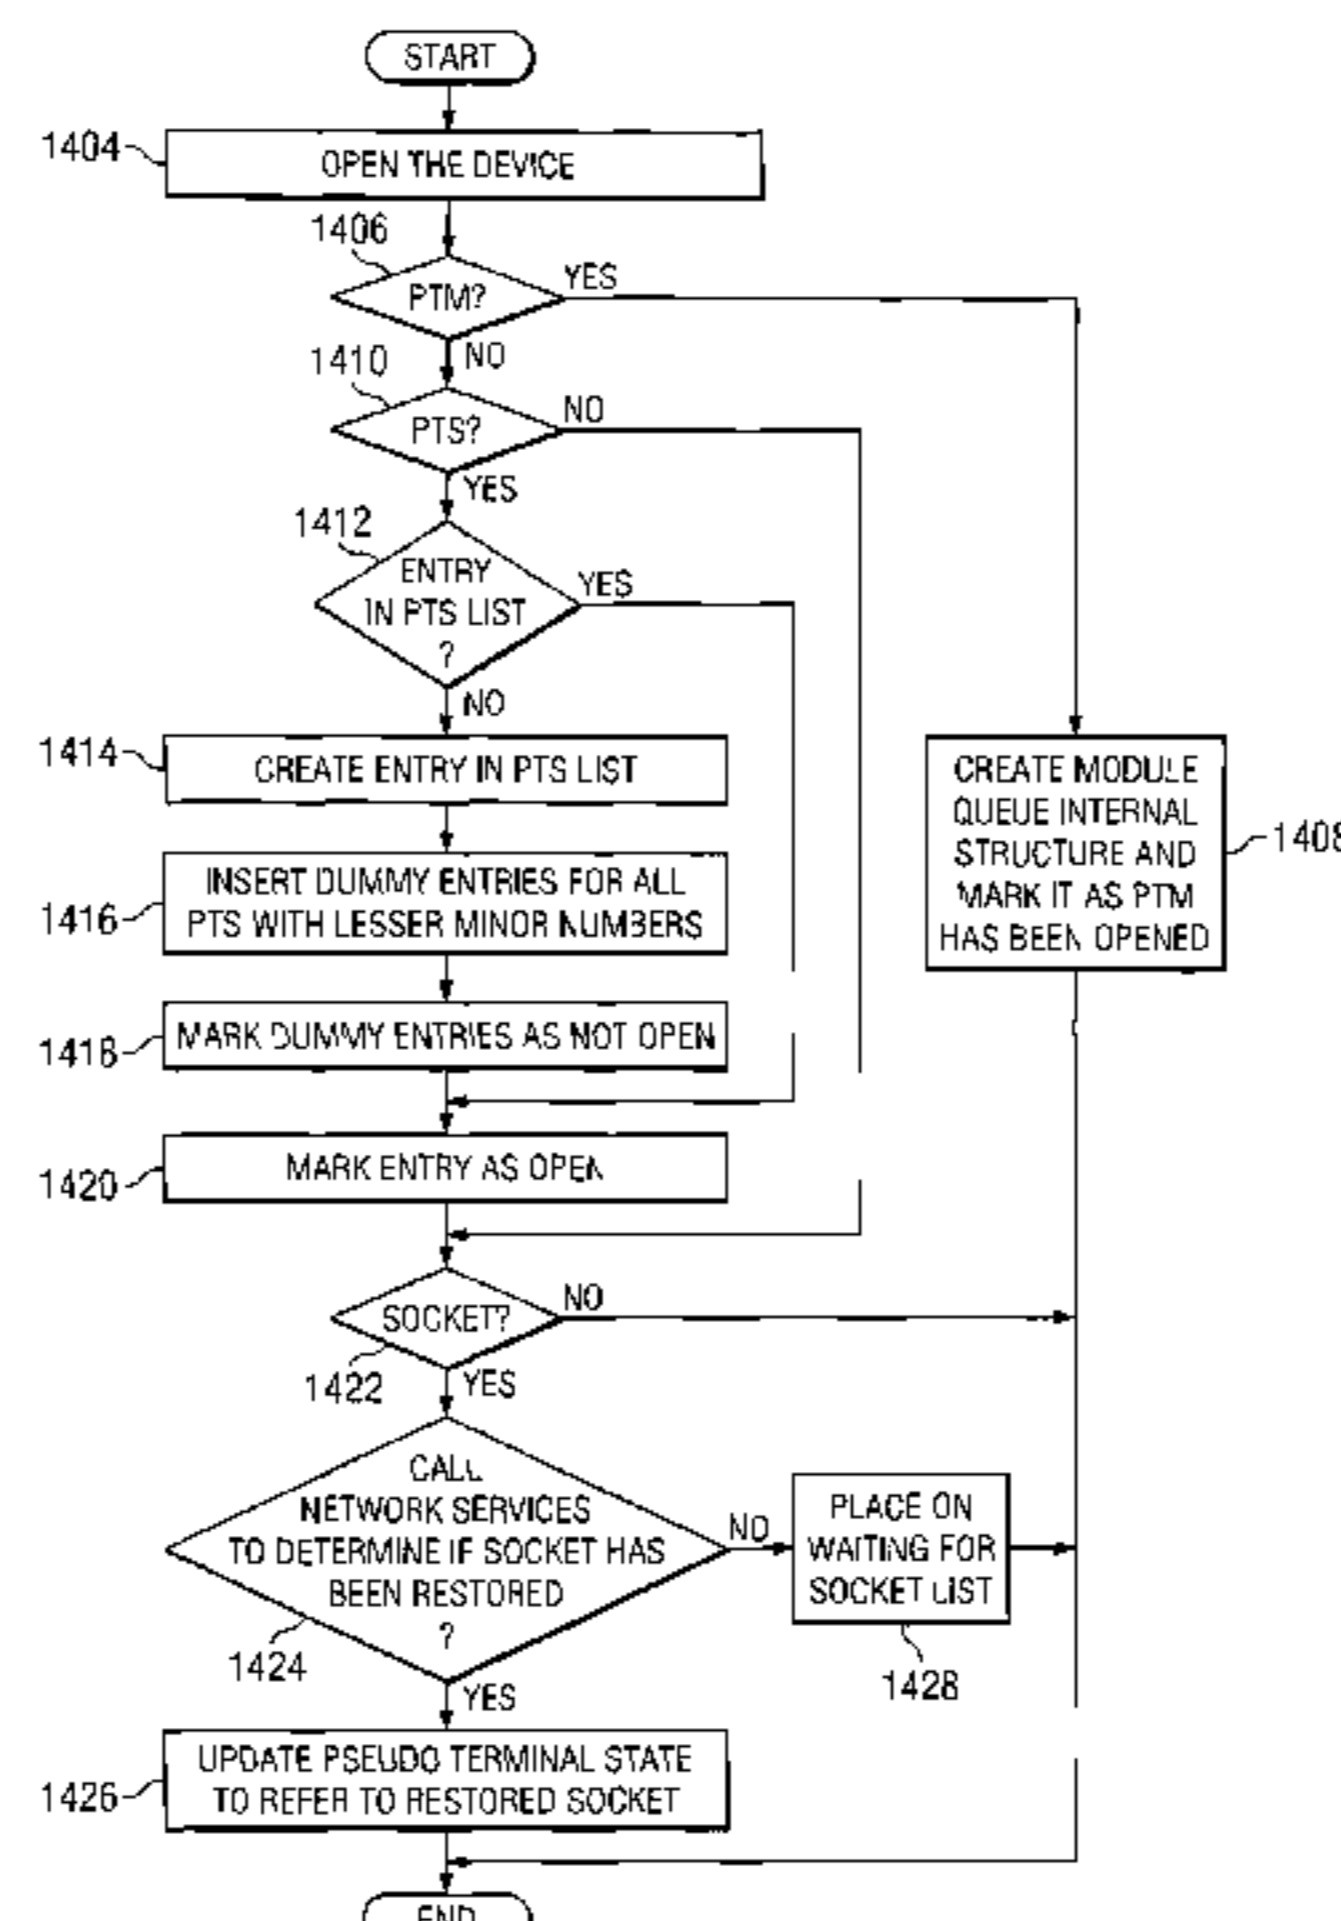 START
1404
OPEN THE DEVICE
1406
PTM?
YES
NO
1410
PTS?
NO
YES
1412
ENTRY
IN PTS LIST
?
YES
NO
1414
CREATE ENTRY IN PTS LIST
CREATE MODULE
QUEUE INTERNAL
STRUCTURE AND
MARK IT AS PTM
HAS BEEN OPENED
1408
1416
INSERT DUMMY ENTRIES FOR ALL
PTS WITH LESSER MINOR NUMBERS
1418
MARK DUMMY ENTRIES AS NOT OPEN
1420
MARK ENTRY AS OPEN
SOCKET?
NO
1422
YES
CALL
NETWORK SERVICES
TO DETERMINE IF SOCKET HAS
BEEN RESTORED
?
1424
NO
PLACE ON
WAITING FOR
SOCKET LIST
1428
YES
1426
UPDATE PSEUDO TERMINAL STATE
TO REFER TO RESTORED SOCKET
END